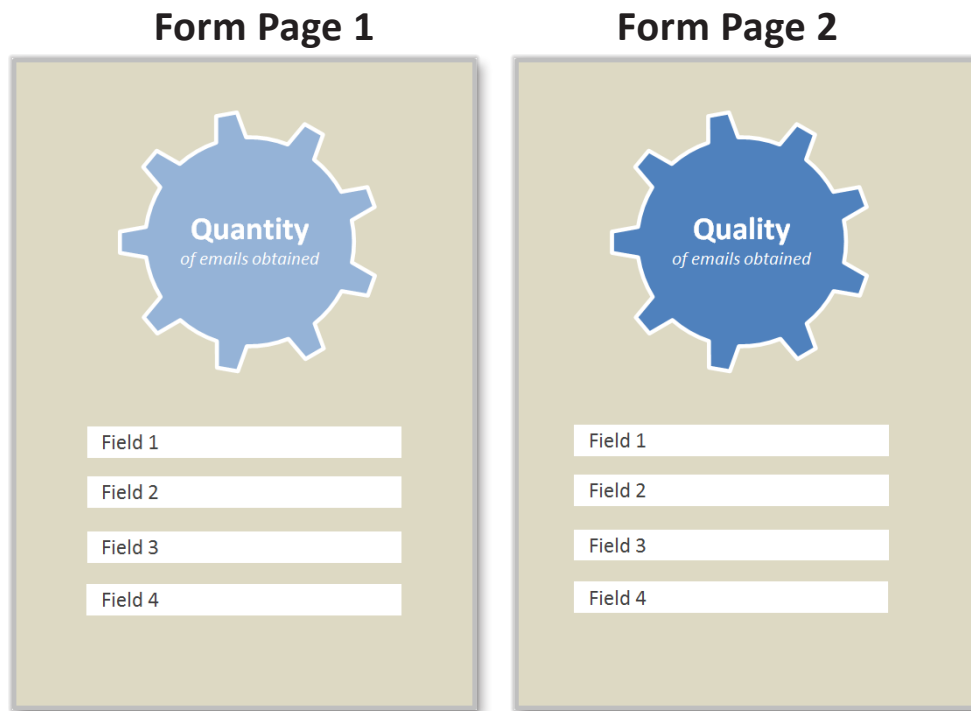 Form Page 1
Quantity
of emails obtained
Field 1
Field 2
Field 3
Field 4
Form Page 2
Quality
of emails obtained
Field 1
Field 2
Field 3
Field 4